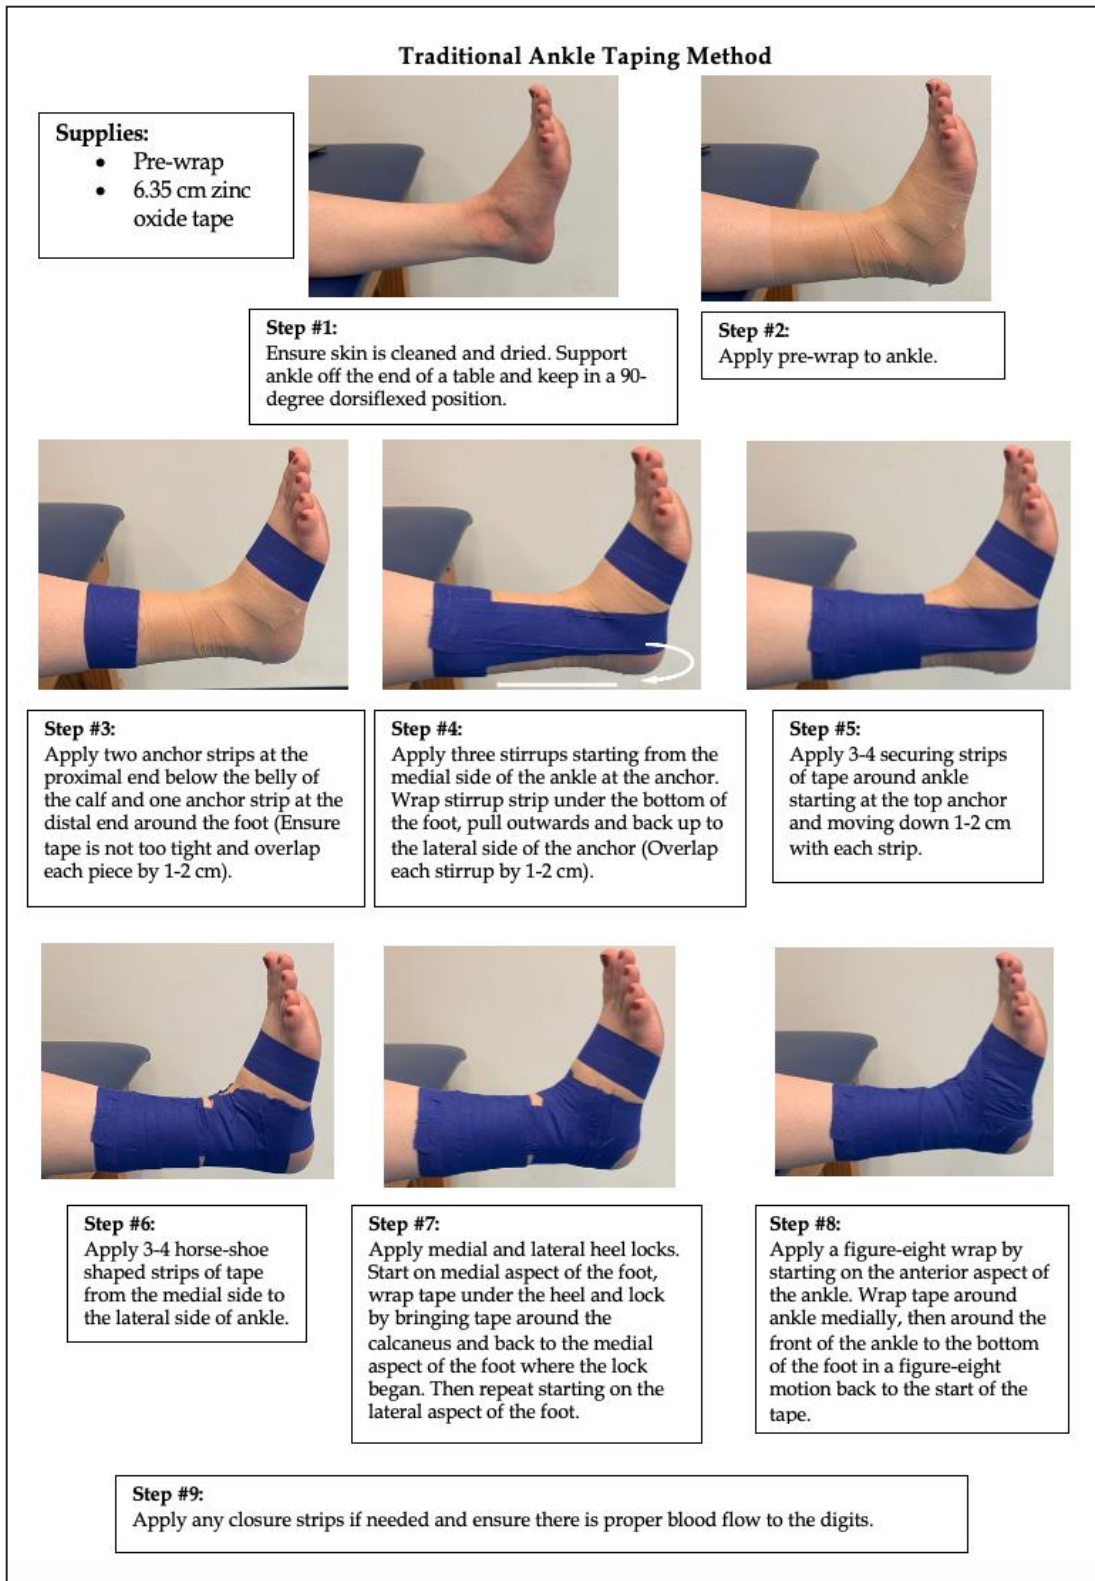 Traditional Ankle Taping Method
Supplies:
• Pre-wrap
• 6.35 cm zinc
oxide tape
Step #1:
Ensure skin is cleaned and dried. Support
ankle off the end of a table and keep in a 90-
degree dorsiflexed position.
Step #2:
Apply pre-wrap to ankle.
Step #3:
Apply two anchor strips at the
proximal end below the belly of
the calf and one anchor strip at the
distal end around the foot (Ensure
tape is not too tight and overlap
each piece by 1-2 cm).
Step #4:
Apply three stirrups starting from the
medial side of the ankle at the anchor.
Wrap stirrup strip under the bottom of
the foot, pull outwards and back up to
the lateral side of the anchor (Overlap
each stirrup by 1-2 cm).
Step #5:
Apply 3-4 securing strips
of tape around ankle
starting at the top anchor
and moving down 1-2 cm
with each strip.
Step #6:
Apply 3-4 horse-shoe
shaped strips of tape
from the medial side to
the lateral side of ankle.
Step #7:
Apply medial and lateral heel locks.
Start on medial aspect of the foot,
wrap tape under the heel and lock
by bringing tape around the
calcaneus and back to the medial
aspect of the foot where the lock
began. Then repeat starting on the
lateral aspect of the foot.
Step #8:
Apply a figure-eight wrap by
starting on the anterior aspect of
the ankle. Wrap tape around
ankle medially, then around the
front of the ankle to the bottom
of the foot in a figure-eight
motion back to the start of the
tape.
Step #9:
Apply any closure strips if needed and ensure there is proper blood flow to the digits.